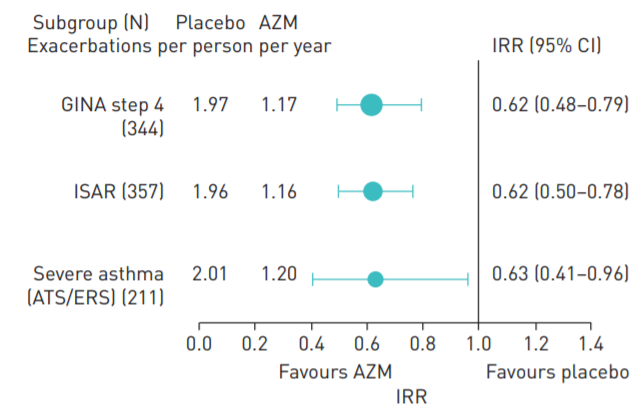 Subgroup (N) Placebo AZM
Exacerbations per person per year IRR (95% CI)
GINA step 4 1.97 1.17 0.62 (0.48–0.79)
(344)
ISAR (357) 1.96 1.16 0.62 (0.50–0.78)
Severe asthma 2.01 1.20 0.63 (0.41–0.96)
(ATS/ERS) (211)
0.0 0.2 0.4 0.6 0.8 1.0 1.2 1.4
Favours AZM Favours placebo
IRR